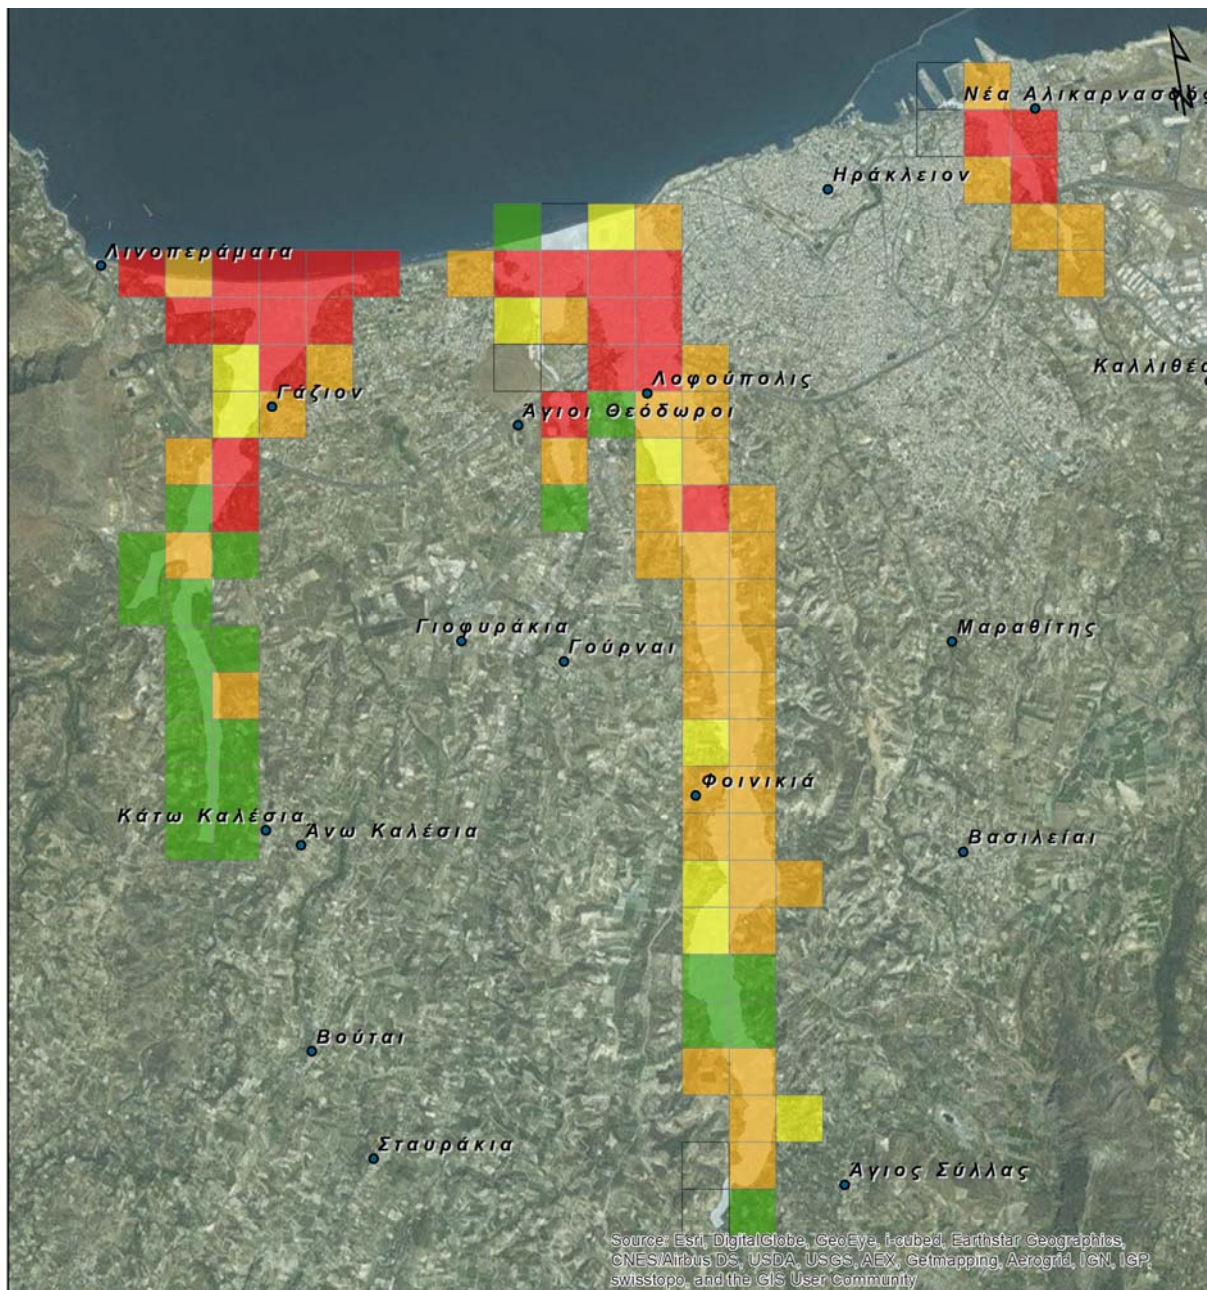 Νέα Αλικαρνασσός
Ηράκλειον
Λινοπεράματα
Καλλιθέα
Λοφούπολις
Γάζιον
Άγιοι Θεόδωροι
Γιοφυράκια
Μαραθίτης
Γούρναι
Φοινικιά
Κάτω Καλέσια
Άνω Καλέσια
Βασιλείαι
Βούται
Σταυράκια
Άγιος Σύλλας
Source: Esri, DigitalGlobe, GeoEye, i-cubed, Earthstar Geographics,
CNES/Airbus DS, USDA, USGS, AEX, Getmapping, Aerogrid, IGN, IGP,
swisstopo, and the GIS User Community